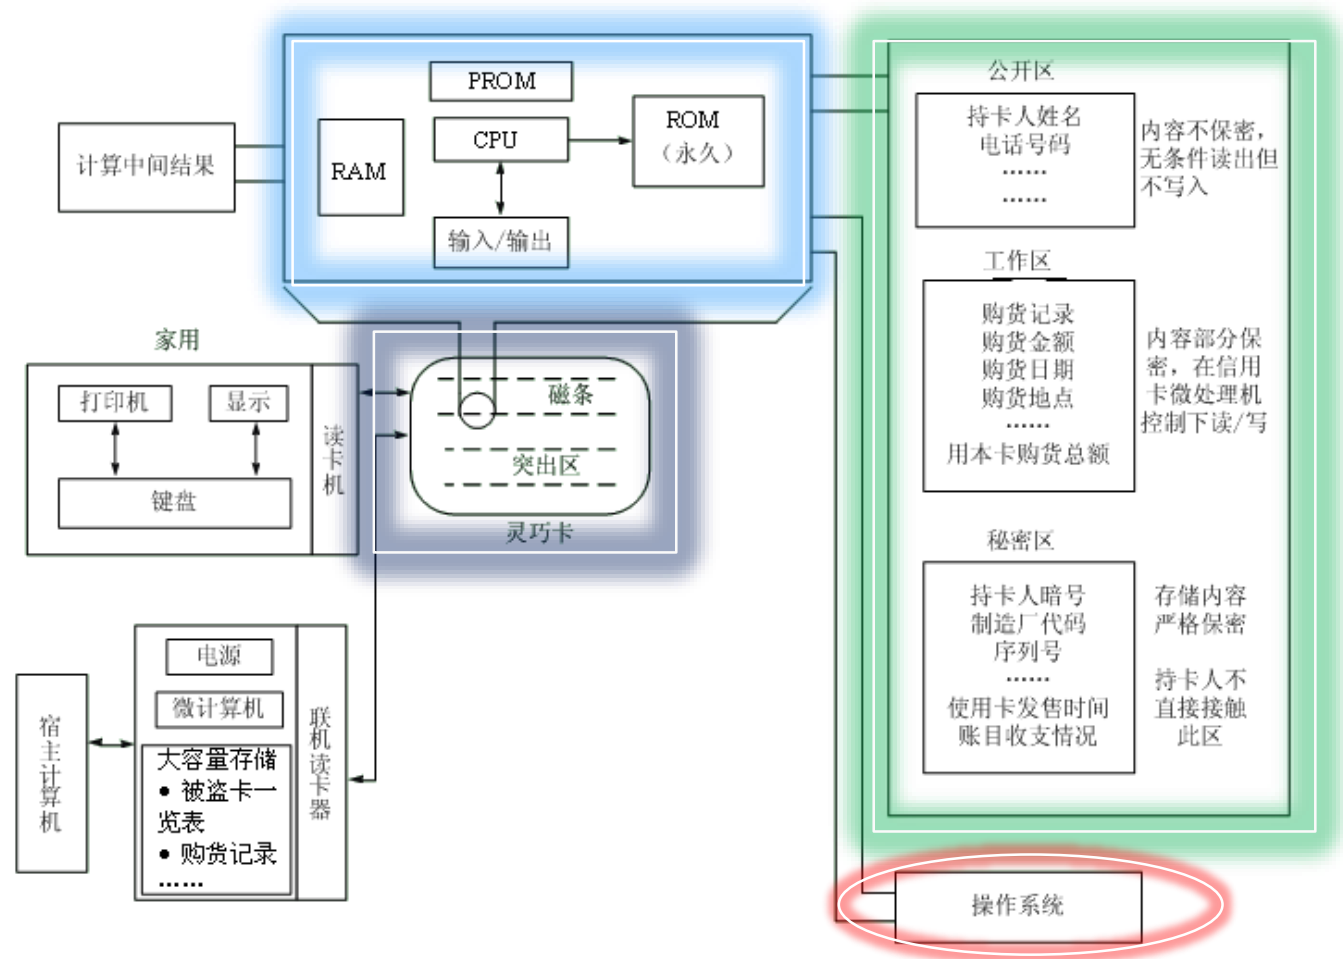 PROM
CPU
ROM
（永久）
RAM
输入/输出
计算中间结果
公开区
持卡人姓名
电话号码
……
……
内容不保密，
无条件读出但
不写入
工作区
购货记录
购货金额
购货日期
购货地点
……
用本卡购货总额
内容部分保
密，在信用
卡微处理机
控制下读/写
秘密区
持卡人暗号
制造厂代码
序列号
……
使用卡发售时间
账目收支情况
存储内容
严格保密
持卡人不
直接接触
此区
家用
打印机
显示
键盘
读卡机
磁条
突出区
灵巧卡
宿主计算机
电源
微计算机
大容量存储
• 被盗卡一
览表
• 购货记录
……
联机读卡器
操作系统